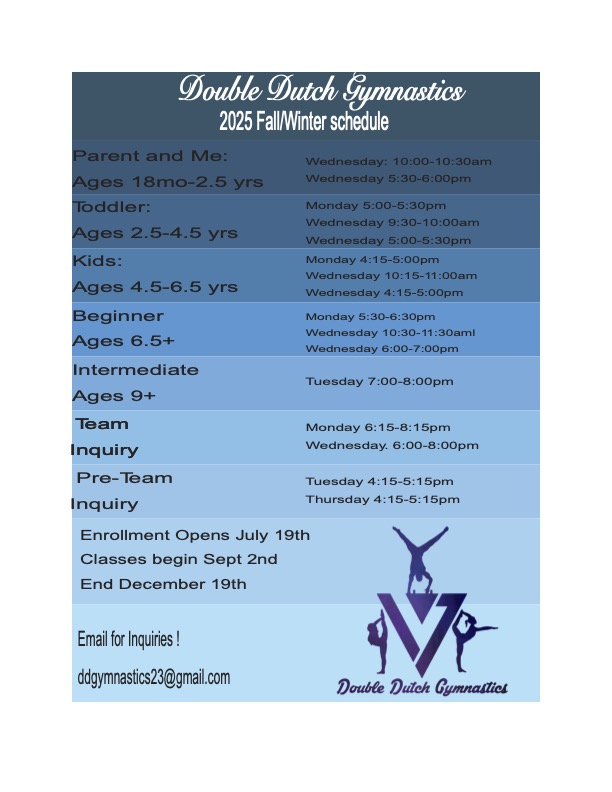 Double Dutch Gymnastics
2025 Fall/Winter schedule
Parent and Me:
Ages 18mo-2.5 yrs
Wednesday: 10:00-10:30am
Wednesday 5:30-6:00pm
Toddler:
Ages 2.5-4.5 yrs
Monday 5:00-5:30pm
Wednesday 9:30-10:00am
Wednesday 5:00-5:30pm
Kids:
Ages 4.5-6.5 yrs
Monday 4:15-5:00pm
Wednesday 10:15-11:00am
Wednesday 4:15-5:00pm
Beginner
Ages 6.5+
Monday 5:30-6:30pm
Wednesday 10:30-11:30aml
Wednesday 6:00-7:00pm
Intermediate
Ages 9+
Tuesday 7:00-8:00pm
Team
Inquiry
Monday 6:15-8:15pm
Wednesday. 6:00-8:00pm
Pre-Team
Inquiry
Tuesday 4:15-5:15pm
Thursday 4:15-5:15pm
Enrollment Opens July 19th
Classes begin Sept 2nd
End December 19th
Email for Inquiries !
ddgymnastics23@gmail.com
Double Dutch Gymnastics